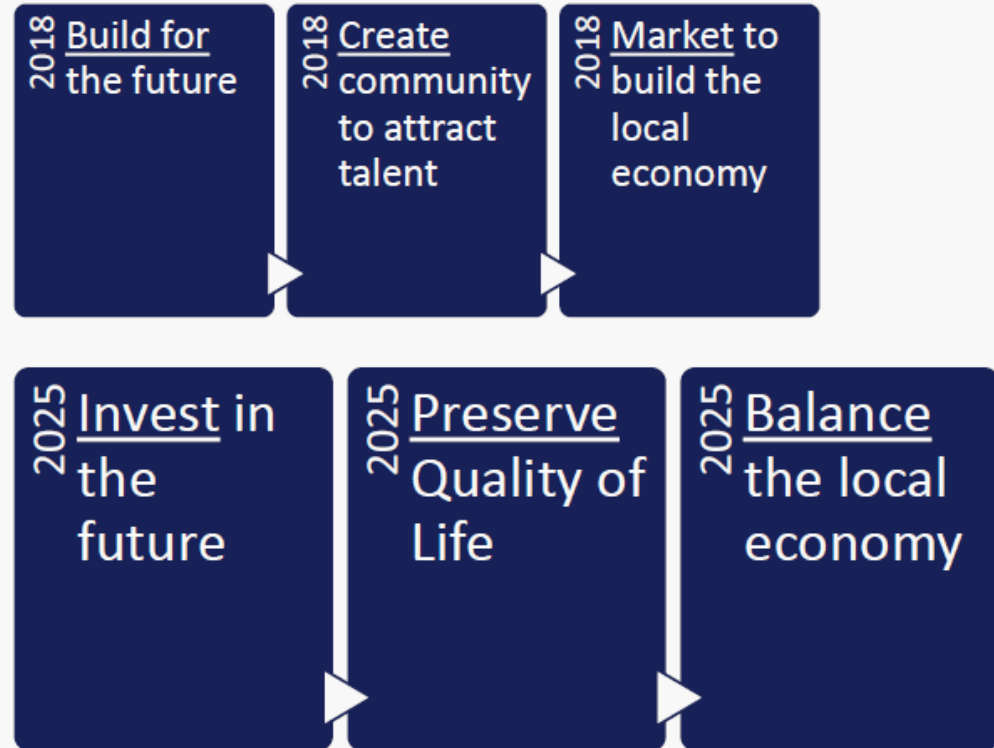 2018
Build for
the future
2018
Create
community
to attract
talent
2018
Market to
build the
local
economy
2025
Invest in
the
future
2025
Preserve
Quality of
Life
2025
Balance
the local
economy